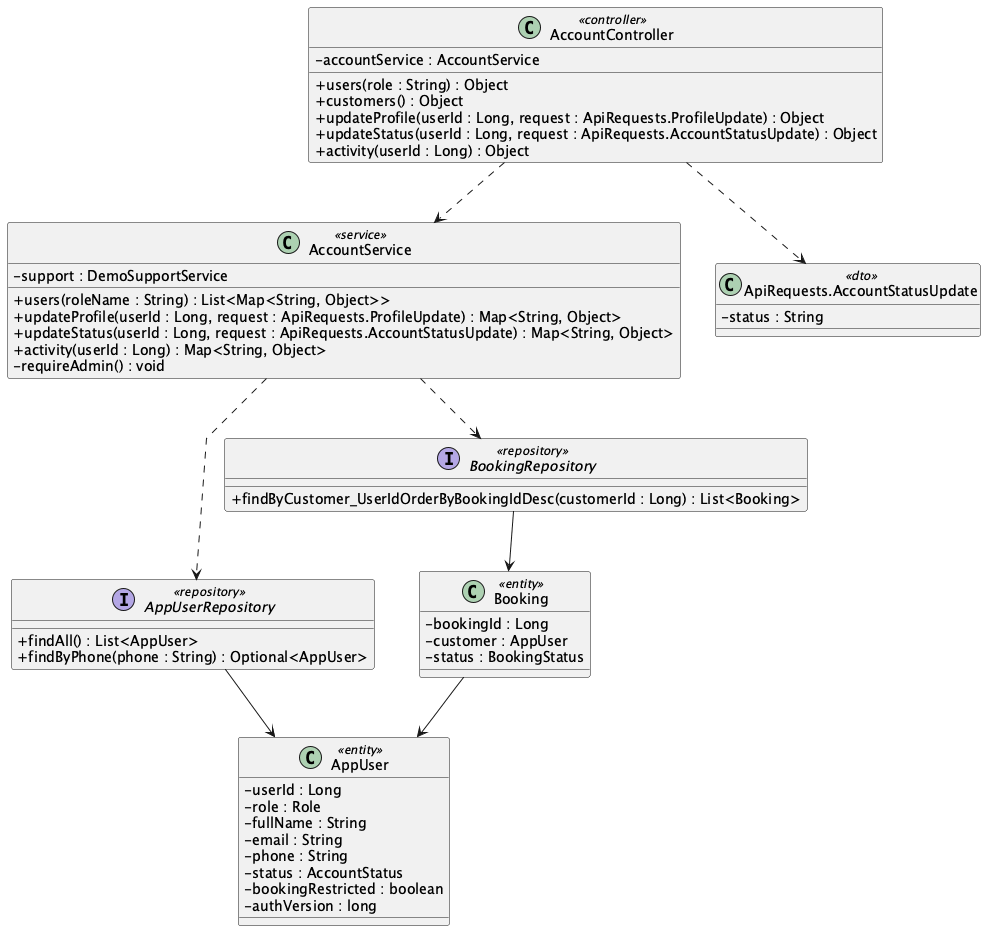 «controller»
C AccountController
-accountService : AccountService
+users(role : String) : Object
+customers() : Object
+updateProfile(userId : Long, request : ApiRequests.ProfileUpdate) : Object
+updateStatus(userId : Long, request : ApiRequests.AccountStatusUpdate) : Object
+activity(userId : Long) : Object
«service»
C AccountService
-support : DemoSupportService
+users(roleName : String) : List<Map<String, Object>>
+updateProfile(userId : Long, request : ApiRequests.ProfileUpdate) : Map<String, Object>
+updateStatus(userId : Long, request : ApiRequests.AccountStatusUpdate) : Map<String, Object>
+activity(userId : Long) : Map<String, Object>
-requireAdmin() : void
«dto»
C ApiRequests.AccountStatusUpdate
-status : String
«repository»
I BookingRepository
+findByCustomer_UserIdOrderByBookingIdDesc(customerId : Long) : List<Booking>
«repository»
I AppUserRepository
+findAll() : List<AppUser>
+findByPhone(phone : String) : Optional<AppUser>
«entity»
C Booking
-bookingId : Long
-customer : AppUser
-status : BookingStatus
«entity»
C AppUser
-userId : Long
-role : Role
-fullName : String
-email : String
-phone : String
-status : AccountStatus
-bookingRestricted : boolean
-authVersion : long